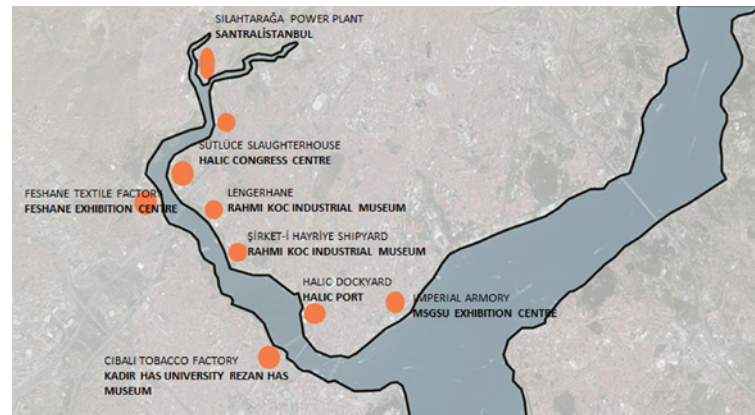 SILAHTARAĞA POWER PLANT
SANTRALİSTANBUL
SÜTLÜCE SLAUGHTERHOUSE
HALIC CONGRESS CENTRE
FESHANE TEXTILE FACTORY
FESHANE EXHIBITION CENTRE
LENGERHANE
RAHMI KOC INDUSTRIAL MUSEUM
ŞİRKET-İ HAYRİYE SHIPYARD
RAHMI KOC INDUSTRIAL MUSEUM
HALIC DOCKYARD
HALIC PORT
IMPERIAL ARMORY
MSGSU EXHIBITION CENTRE
CIBALI TOBACCO FACTORY
KADIR HAS UNIVERSITY REZAN HAS
MUSEUM